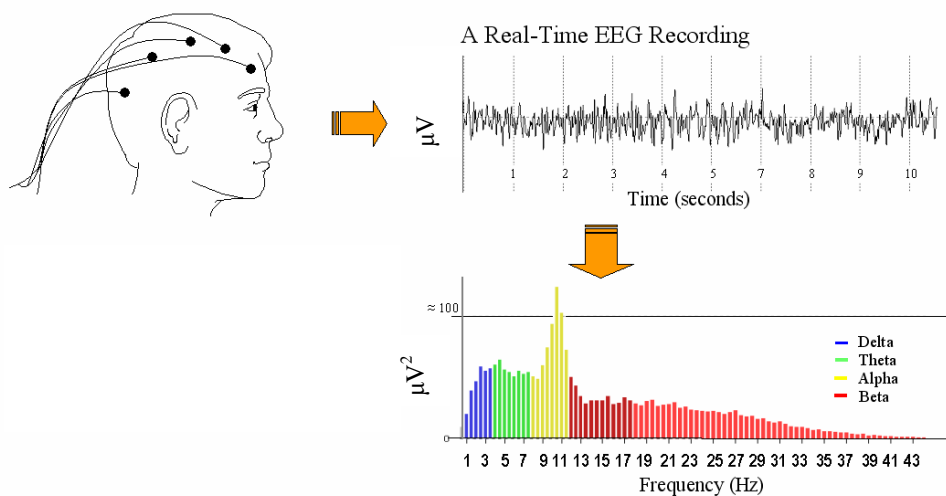 A Real-Time EEG Recording
µV
1 2 3 4 5 7 8 9 10
Time (seconds)
≈ 100
µV²
0
Delta
Theta
Alpha
Beta
1 3 5 7 9 11 13 15 17 19 21 23 25 27 29 31 33 35 37 39 41 43
Frequency (Hz)